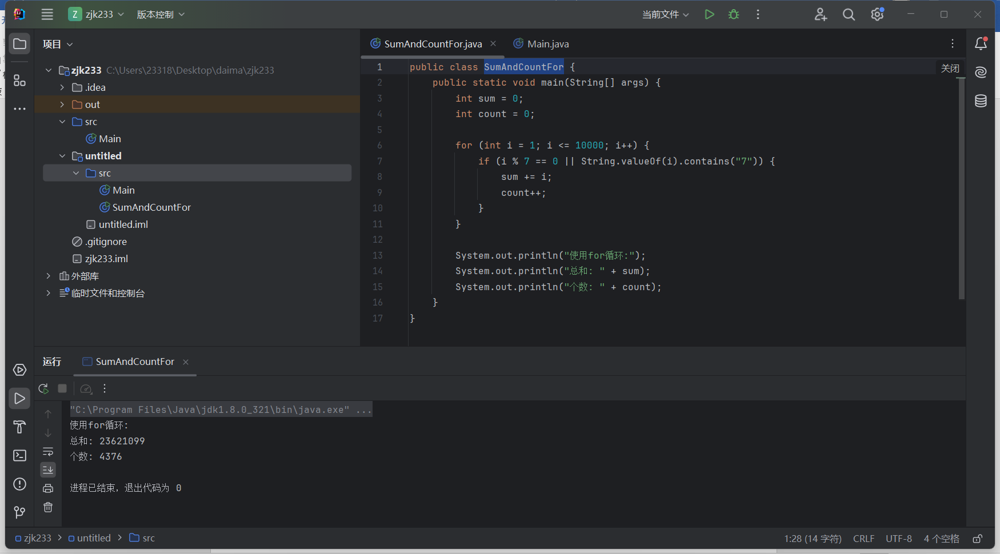 Z zjk233 版本控制 当前文件
项目
SumAndCountFor.java Main.java
zjk233 C:\Users\23318\Desktop\daima\zjk233
.idea
out
src
Main
untitled
src
Main
SumAndCountFor
untitled.iml
.gitignore
zjk233.iml
外部库
临时文件和控制台
关闭
1 public class SumAndCountFor {
2 public static void main(String[] args) {
3 int sum = 0;
4 int count = 0;
5
6 for (int i = 1; i <= 10000; i++) {
7 if (i % 7 == 0 || String.valueOf(i).contains("7")) {
8 sum += i;
9 count++;
10 }
11 }
12
13 System.out.println("使用for循环:");
14 System.out.println("总和: " + sum);
15 System.out.println("个数: " + count);
16 }
17 }
运行 SumAndCountFor
"C:\Program Files\Java\jdk1.8.0_321\bin\java.exe" ...
使用for循环:
总和: 23621099
个数: 4376
进程已结束，退出代码为 0
zjk233 untitled src
1:28 (14 字符) CRLF UTF-8 4 个空格